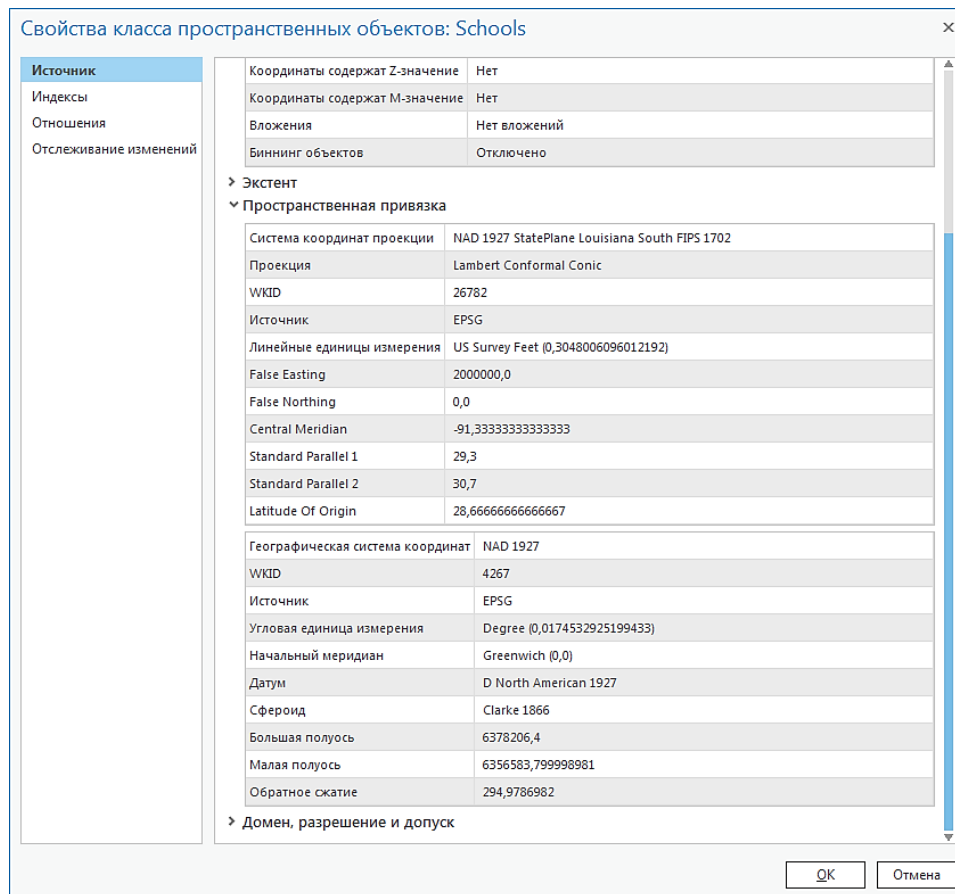 Свойства класса пространственных объектов: Schools
Источник
Индексы
Отношения
Отслеживание изменений
Координаты содержат Z-значение Нет
Координаты содержат M-значение Нет
Вложения Нет вложений
Биннинг объектов Отключено
Экстент
Пространственная привязка
Система координат проекции NAD 1927 StatePlane Louisiana South FIPS 1702
Проекция Lambert Conformal Conic
WKID 26782
Источник EPSG
Линейные единицы измерения US Survey Feet (0,3048006096012192)
False Easting 2000000,0
False Northing 0,0
Central Meridian -91,33333333333333
Standard Parallel 1 29,3
Standard Parallel 2 30,7
Latitude Of Origin 28,66666666666667
Географическая система координат NAD 1927
WKID 4267
Источник EPSG
Угловая единица измерения Degree (0,0174532925199433)
Начальный меридиан Greenwich (0,0)
Датум D North American 1927
Сфероид Clarke 1866
Большая полуось 6378206,4
Малая полуось 6356583,799998981
Обратное сжатие 294,9786982
Домен, разрешение и допуск
OK Отмена